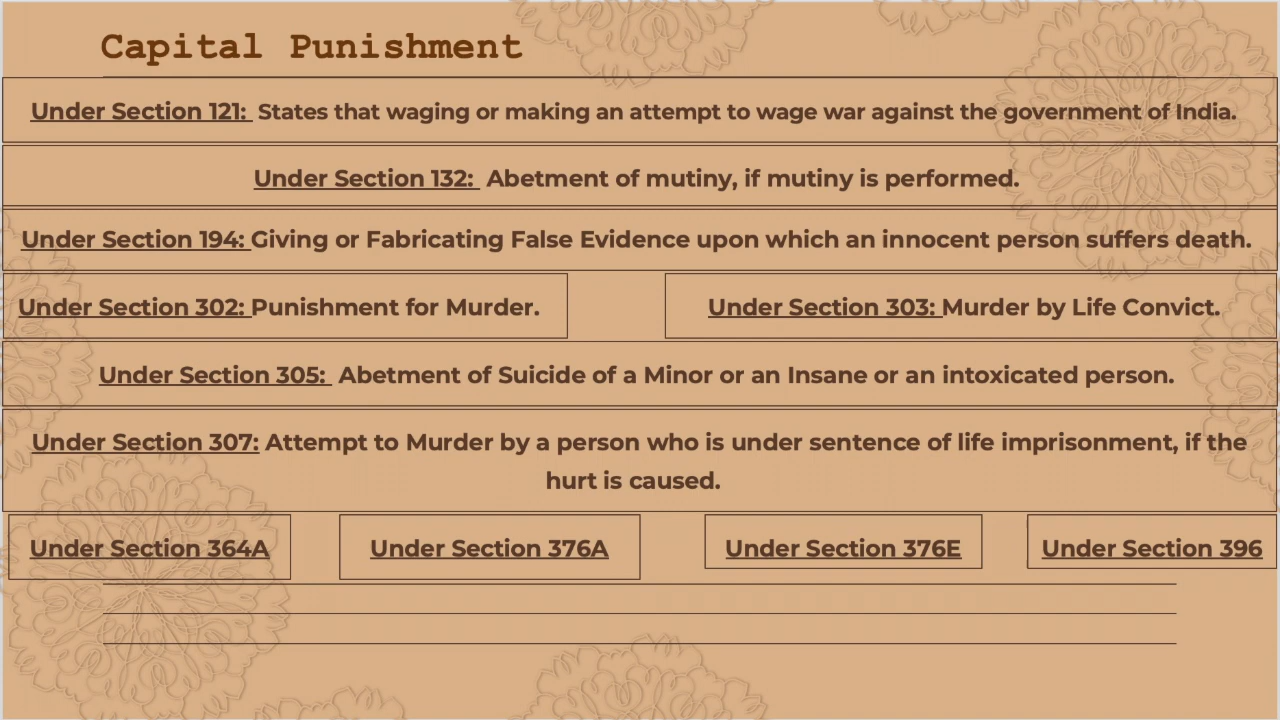 Capital Punishment
Under Section 121: States that waging or making an attempt to wage war against the government of India.
Under Section 132: Abetment of mutiny, if mutiny is performed.
Under Section 194: Giving or Fabricating False Evidence upon which an innocent person suffers death.
Under Section 302: Punishment for Murder.
Under Section 303: Murder by Life Convict.
Under Section 305: Abetment of Suicide of a Minor or an Insane or an intoxicated person.
Under Section 307: Attempt to Murder by a person who is under sentence of life imprisonment, if the
hurt is caused.
Under Section 364A
Under Section 376A
Under Section 376E
Under Section 396